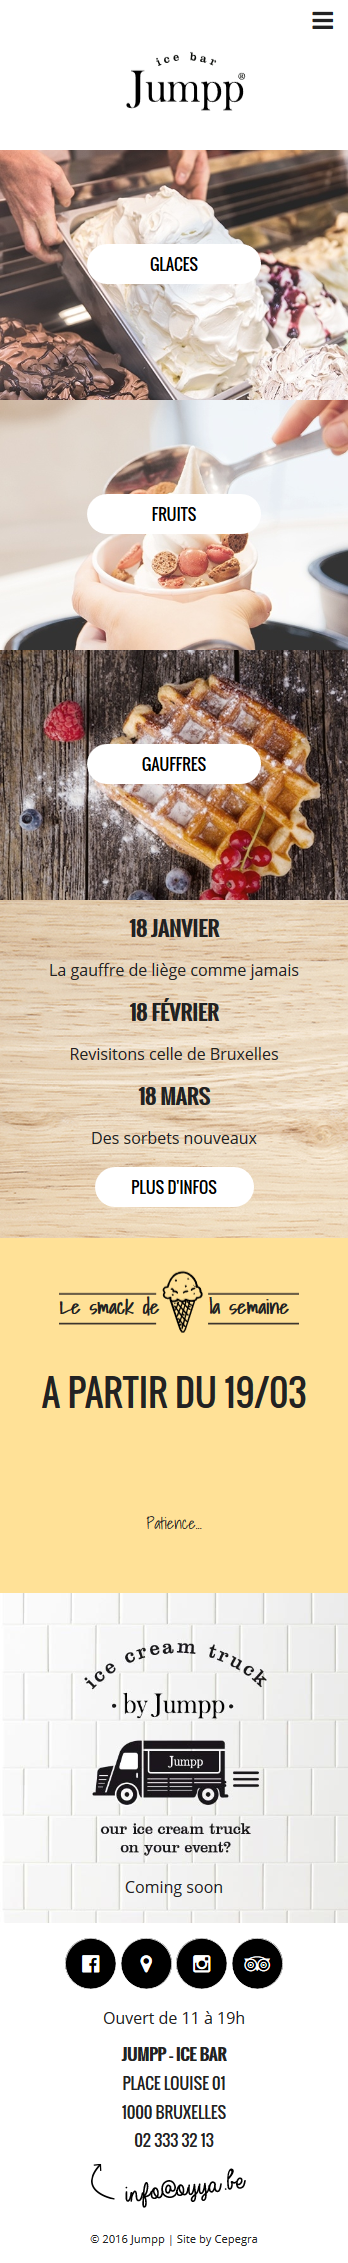 ice bar
Jumpp®
GLACES
FRUITS
GAUFFRES
18 JANVIER
La gauffre de liège comme jamais
18 FÉVRIER
Revisitons celle de Bruxelles
18 MARS
Des sorbets nouveaux
PLUS D'INFOS
Le smack de la semaine
A PARTIR DU 19/03
Patience...
ice cream truck
• by Jumpp •
Jumpp
our ice cream truck
on your event?
Coming soon
Ouvert de 11 à 19h
JUMPP - ICE BAR
PLACE LOUISE 01
1000 BRUXELLES
02 333 32 13
info@oyya.be
© 2016 Jumpp | Site by Cepegra